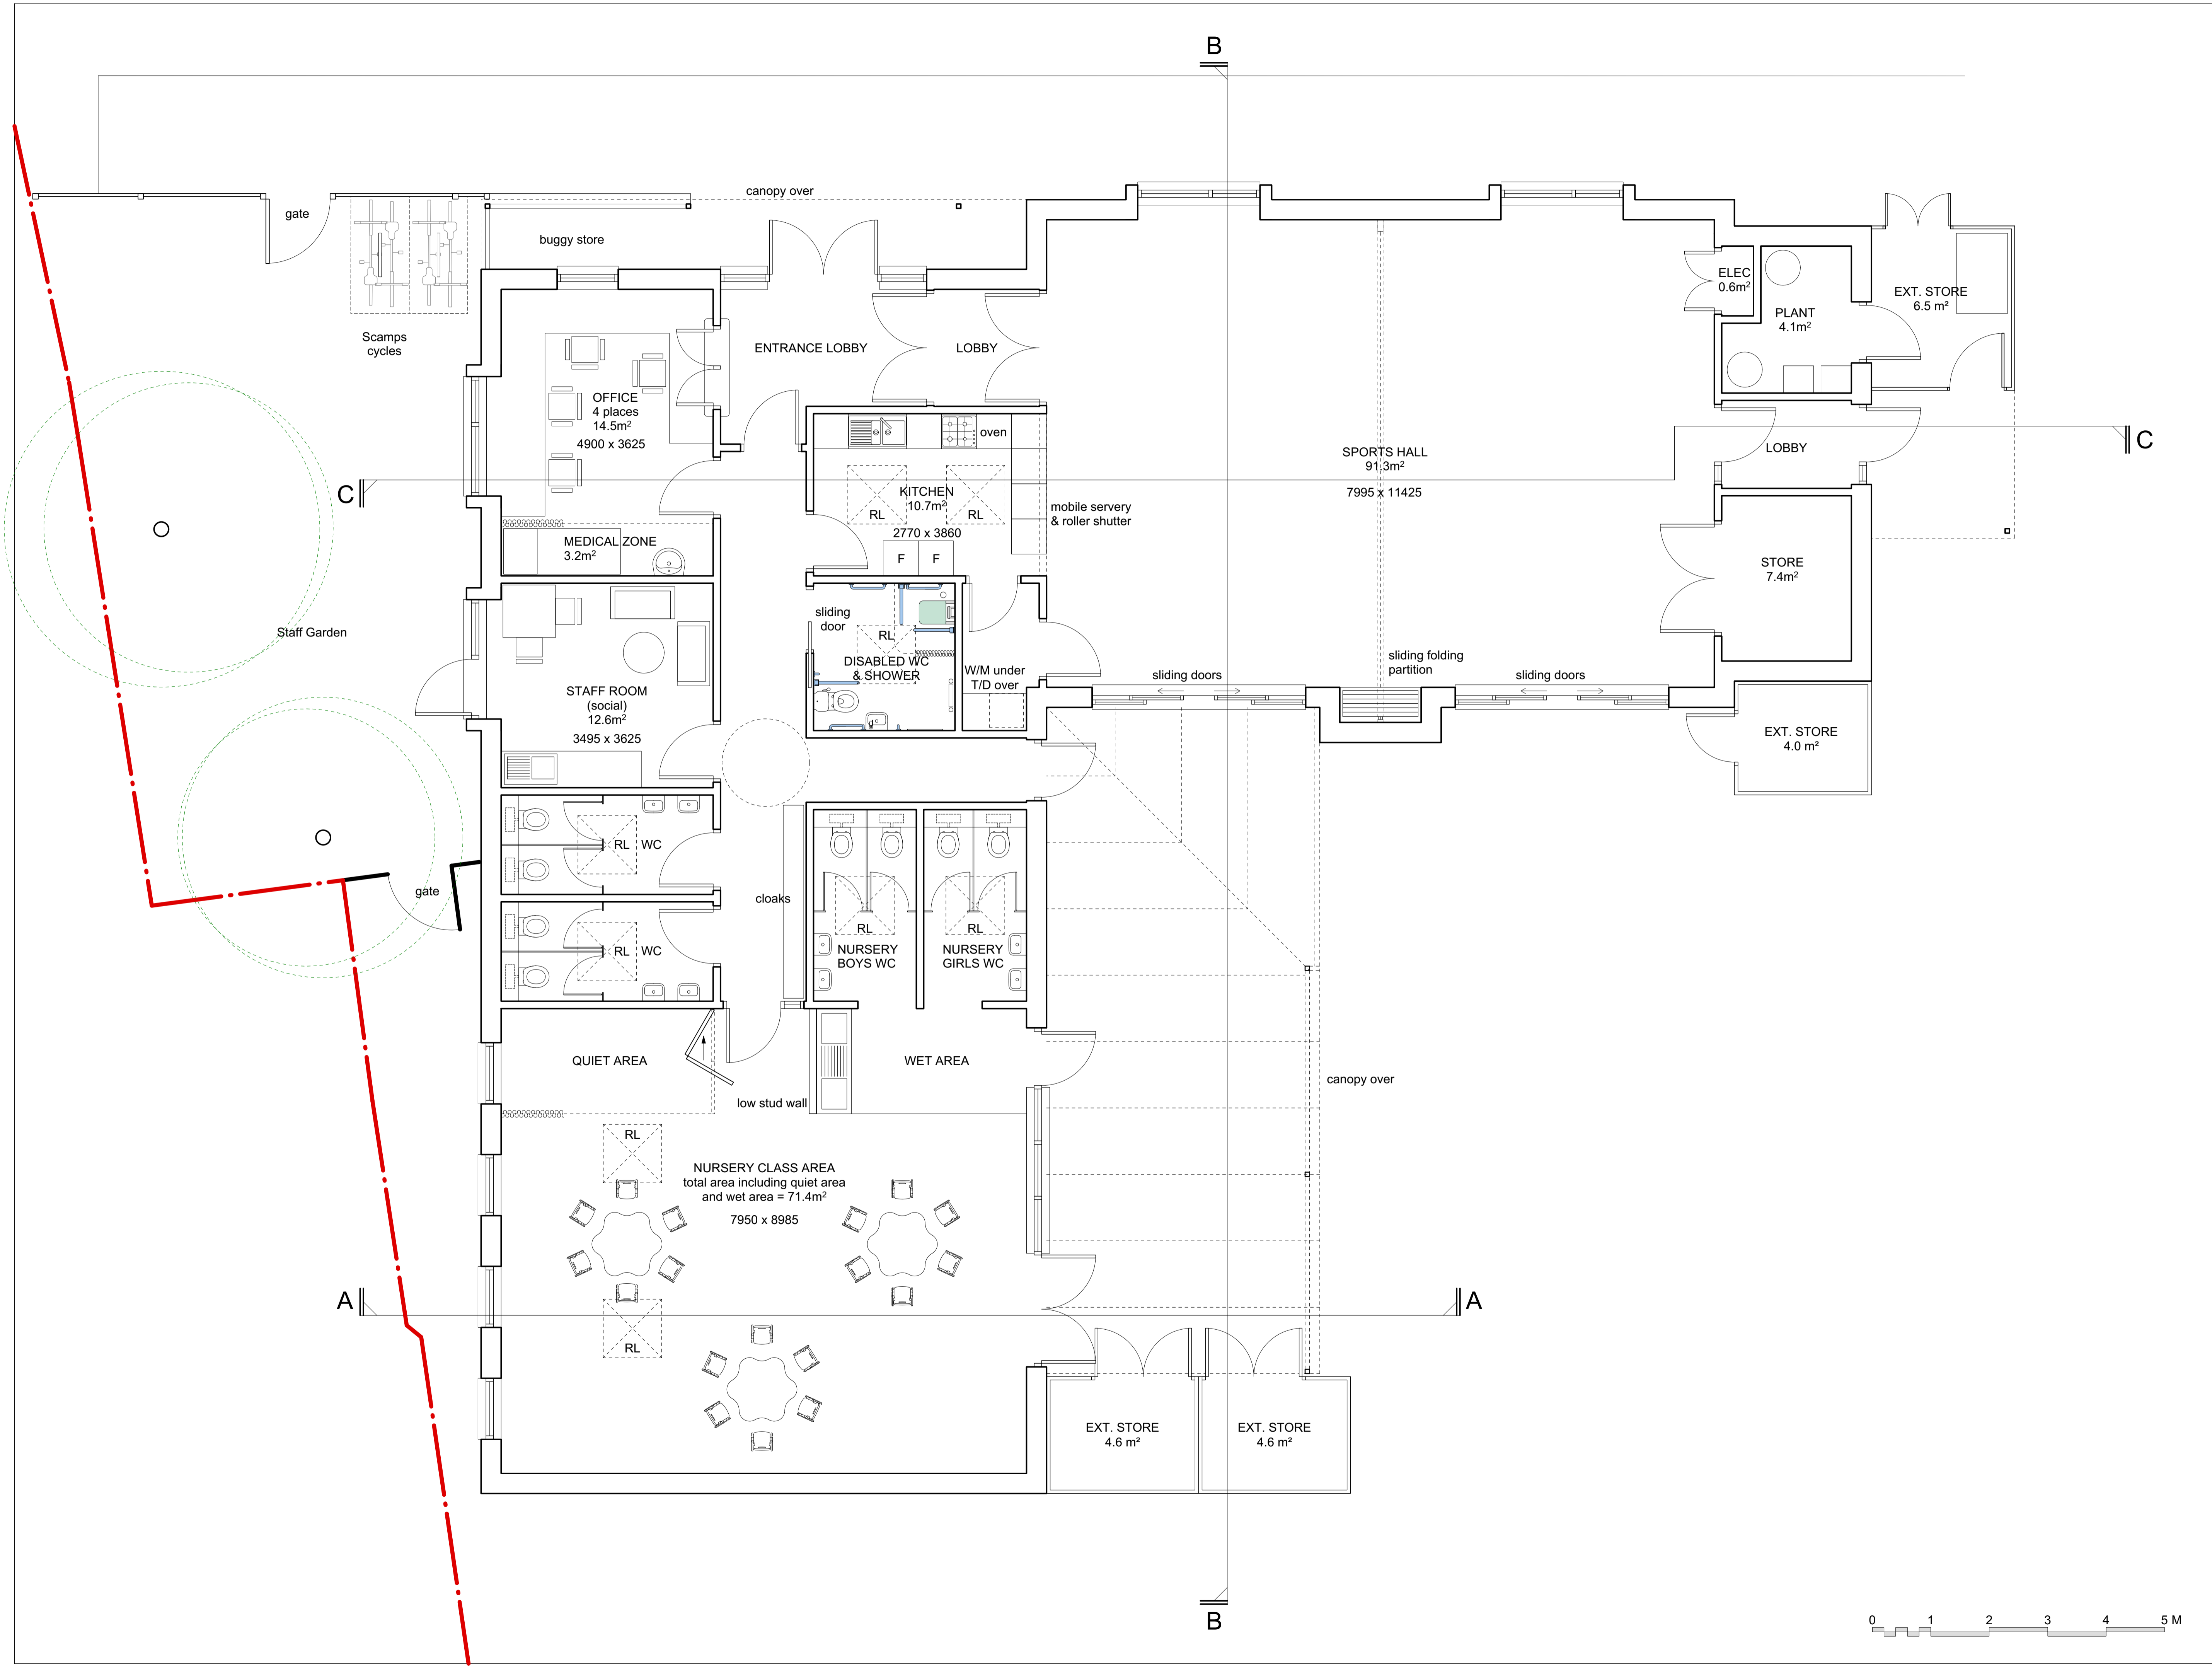 B
canopy over
gate
buggy store
Scamps
cycles
ENTRANCE LOBBY
LOBBY
OFFICE
4 places
14.5m²
4900 x 3625
ELEC
0.6m²
PLANT
4.1m²
EXT. STORE
6.5 m²
oven
SPORTS HALL
91.3m²
7995 x 11425
LOBBY
C
C
KITCHEN
10.7m²
RL
RL
2770 x 3860
F
F
mobile servery
& roller shutter
MEDICAL ZONE
3.2m²
STORE
7.4m²
Staff Garden
sliding
door
RL
DISABLED WC
& SHOWER
W/M under
T/D over
sliding doors
sliding folding
partition
sliding doors
STAFF ROOM
(social)
12.6m²
3495 x 3625
EXT. STORE
4.0 m²
RL
WC
gate
cloaks
RL
WC
RL
NURSERY
BOYS WC
RL
NURSERY
GIRLS WC
QUIET AREA
WET AREA
canopy over
low stud wall
RL
NURSERY CLASS AREA
total area including quiet area
and wet area = 71.4m²
7950 x 8985
A
A
RL
EXT. STORE
4.6 m²
EXT. STORE
4.6 m²
B
0 1 2 3 4 5 M